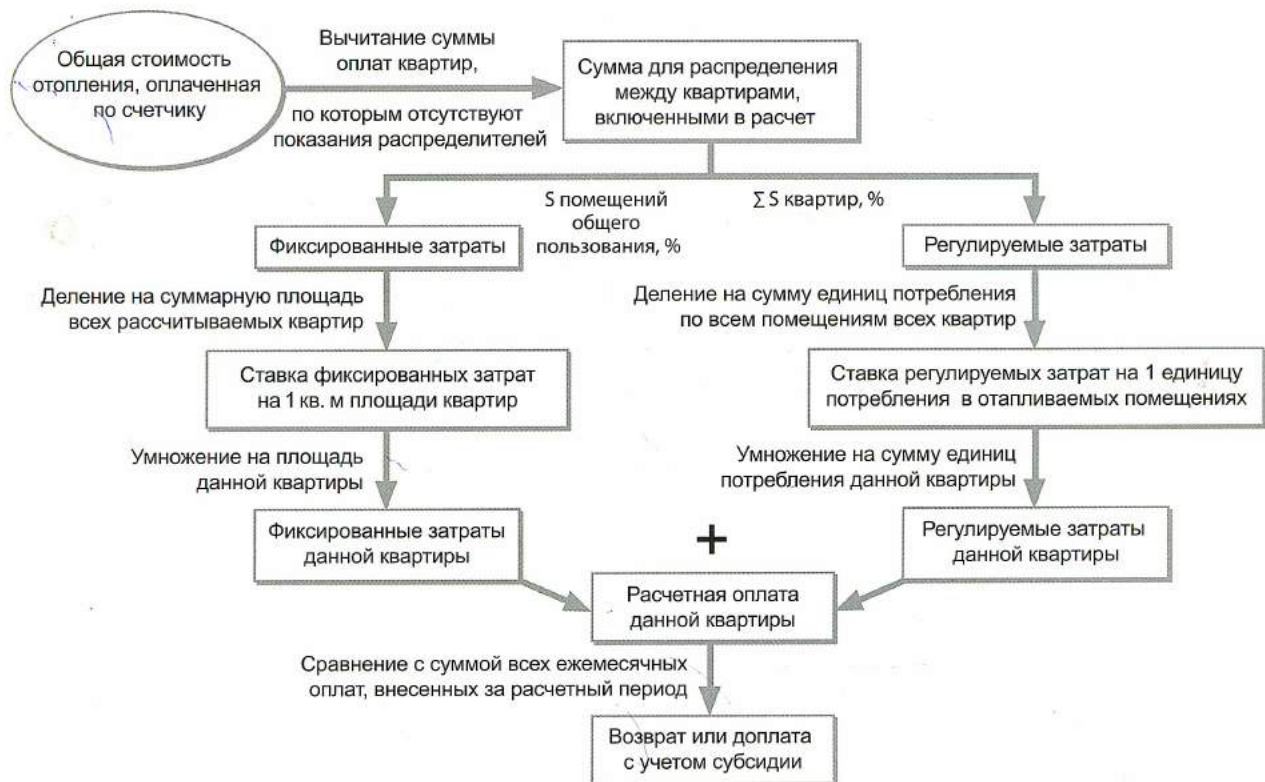 Общая стоимость
отопления, оплаченная
по счетчику
Вычитание суммы
оплат квартир,
по которым отсутствуют
показания распределителей
Сумма для распределения
между квартирами,
включенными в расчет
S помещений
общего
пользования, %
∑ S квартир, %
Фиксированные затраты
Регулируемые затраты
Деление на суммарную площадь
всех рассчитываемых квартир
Деление на сумму единиц потребления
по всем помещениям всех квартир
Ставка фиксированных затрат
на 1 кв. м площади квартир
Ставка регулируемых затрат на 1 единицу
потребления в отапливаемых помещениях
Умножение на площадь
данной квартиры
Умножение на сумму единиц
потребления данной квартиры
Фиксированные затраты
данной квартиры
+
Регулируемые затраты
данной квартиры
Расчетная оплата
данной квартиры
Сравнение с суммой всех ежемесячных
оплат, внесенных за расчетный период
Возврат или доплата
с учетом субсидии